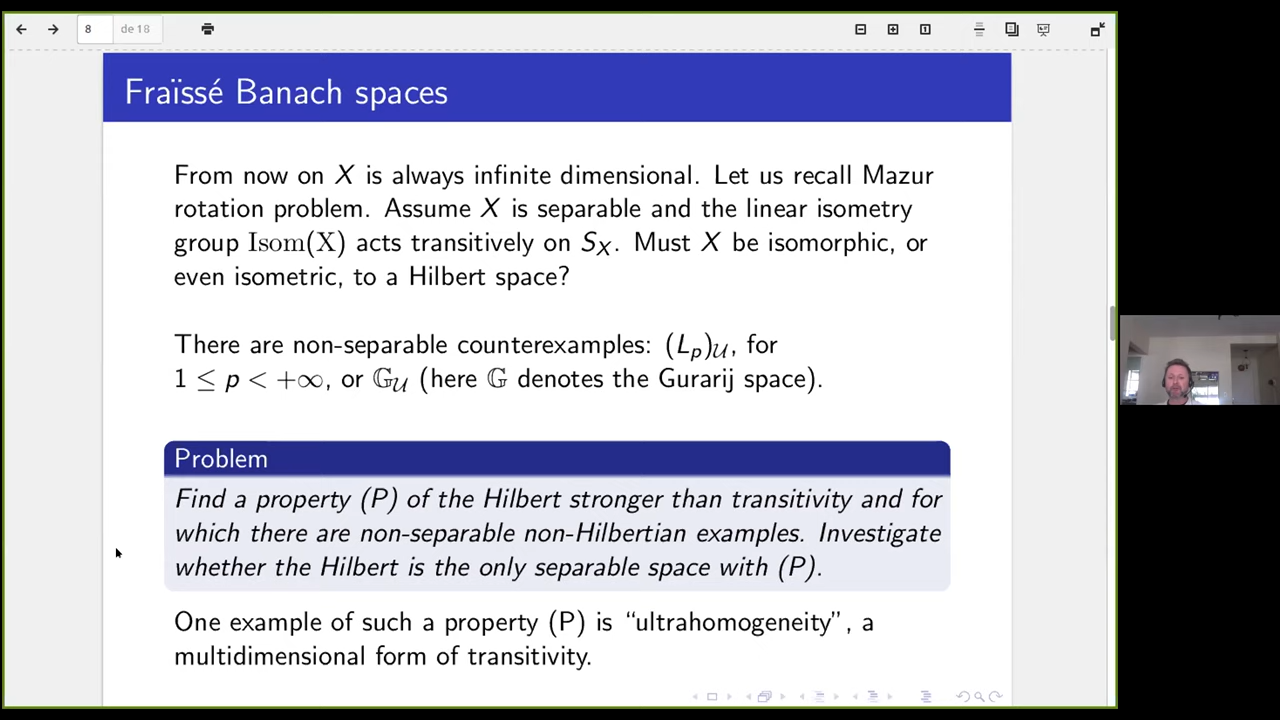 8 de 18
Fraïssé Banach spaces
From now on X is always infinite dimensional. Let us recall Mazur
rotation problem. Assume X is separable and the linear isometry
group Isom(X) acts transitively on S_X. Must X be isomorphic, or
even isometric, to a Hilbert space?
There are non-separable counterexamples: (L_p)_𝒰, for
1 ≤ p < +∞, or 𝔾_𝒰 (here 𝔾 denotes the Gurarij space).
Problem
Find a property (P) of the Hilbert stronger than transitivity and for
which there are non-separable non-Hilbertian examples. Investigate
whether the Hilbert is the only separable space with (P).
One example of such a property (P) is “ultrahomogeneity”, a
multidimensional form of transitivity.